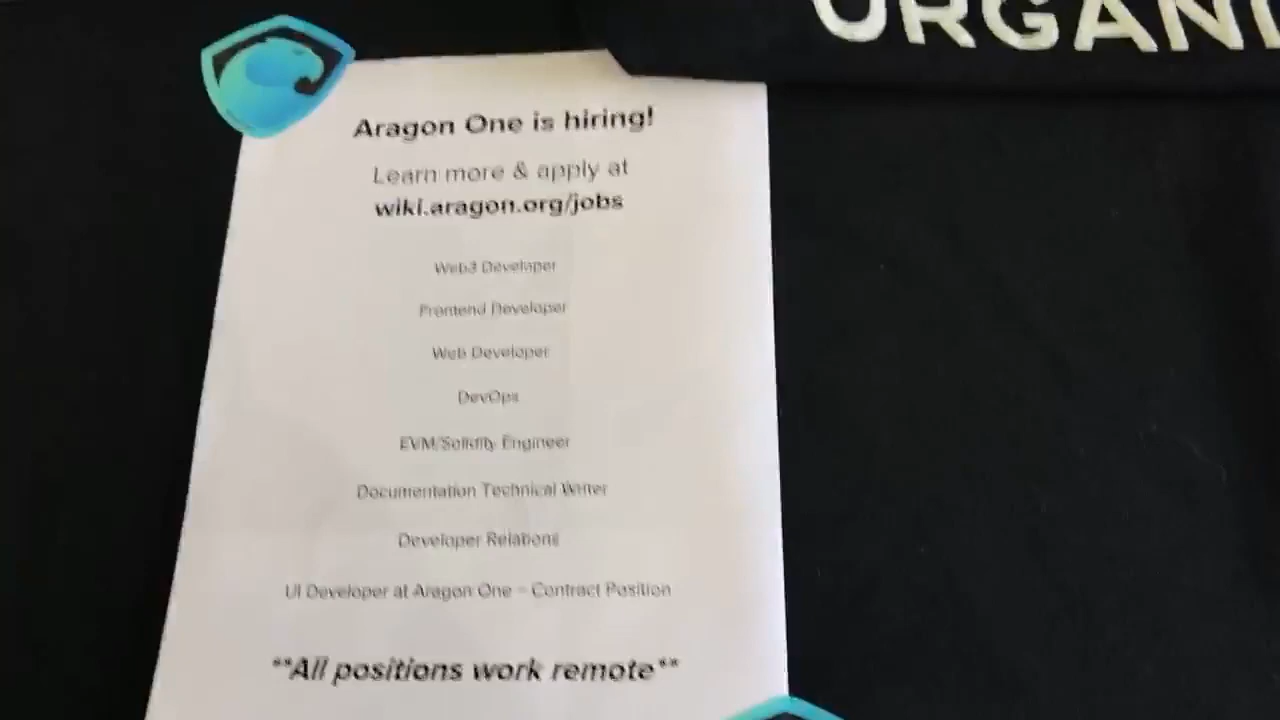 URGANI
Aragon One is hiring!
Learn more & apply at
wiki.aragon.org/jobs
Web3 Developer
Frontend Developer
Web Developer
DevOps
EVM/Solidity Engineer
Documentation Technical Writer
Developer Relations
UI Developer at Aragon One - Contract Position
**All positions work remote**